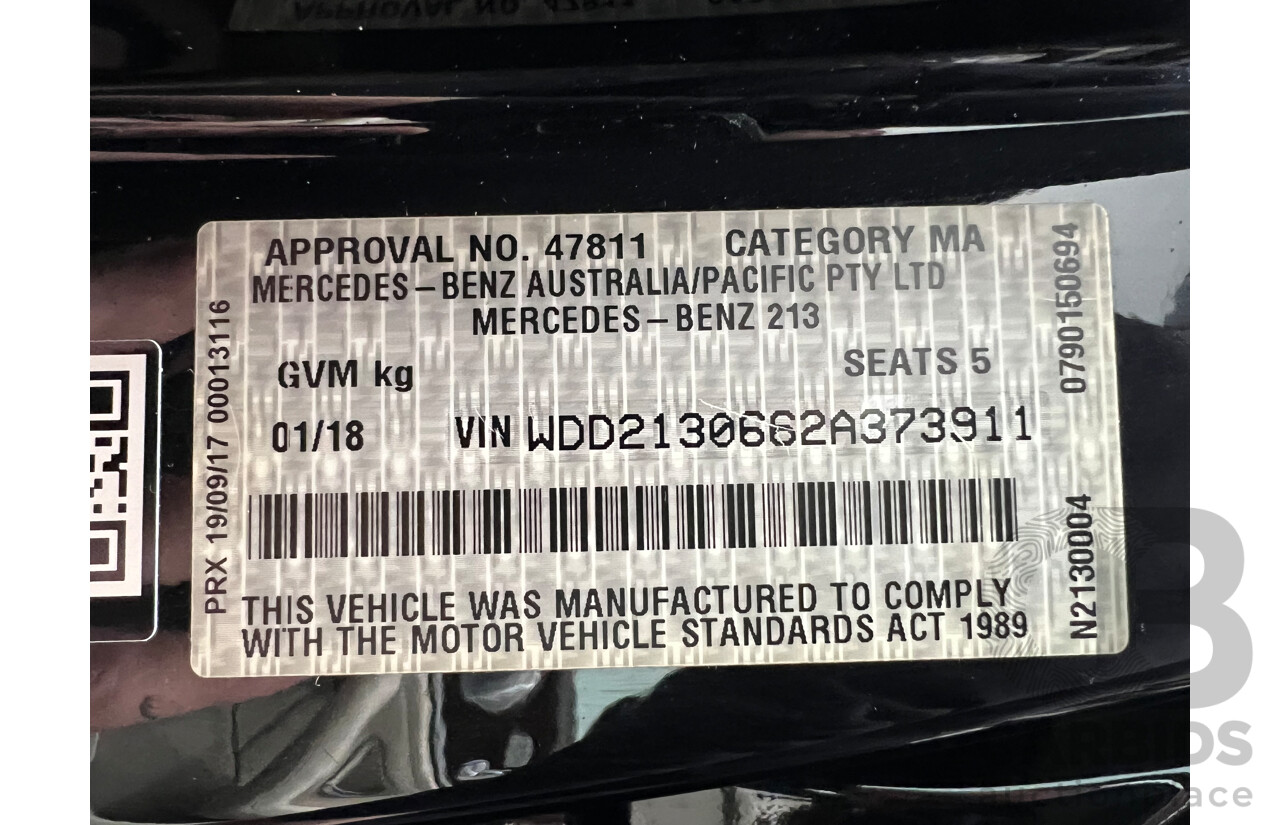 APPROVAL NO. 47811 CATEGORY MA
MERCEDES-BENZ AUSTRALIA/PACIFIC PTY LTD
MERCEDES-BENZ 213
GVM kg SEATS 5
01/18 VIN WDD2130662A373911
THIS VEHICLE WAS MANUFACTURED TO COMPLY
WITH THE MOTOR VEHICLE STANDARDS ACT 1989
PRX 19/09/17 00013116
0790150694
N2130004